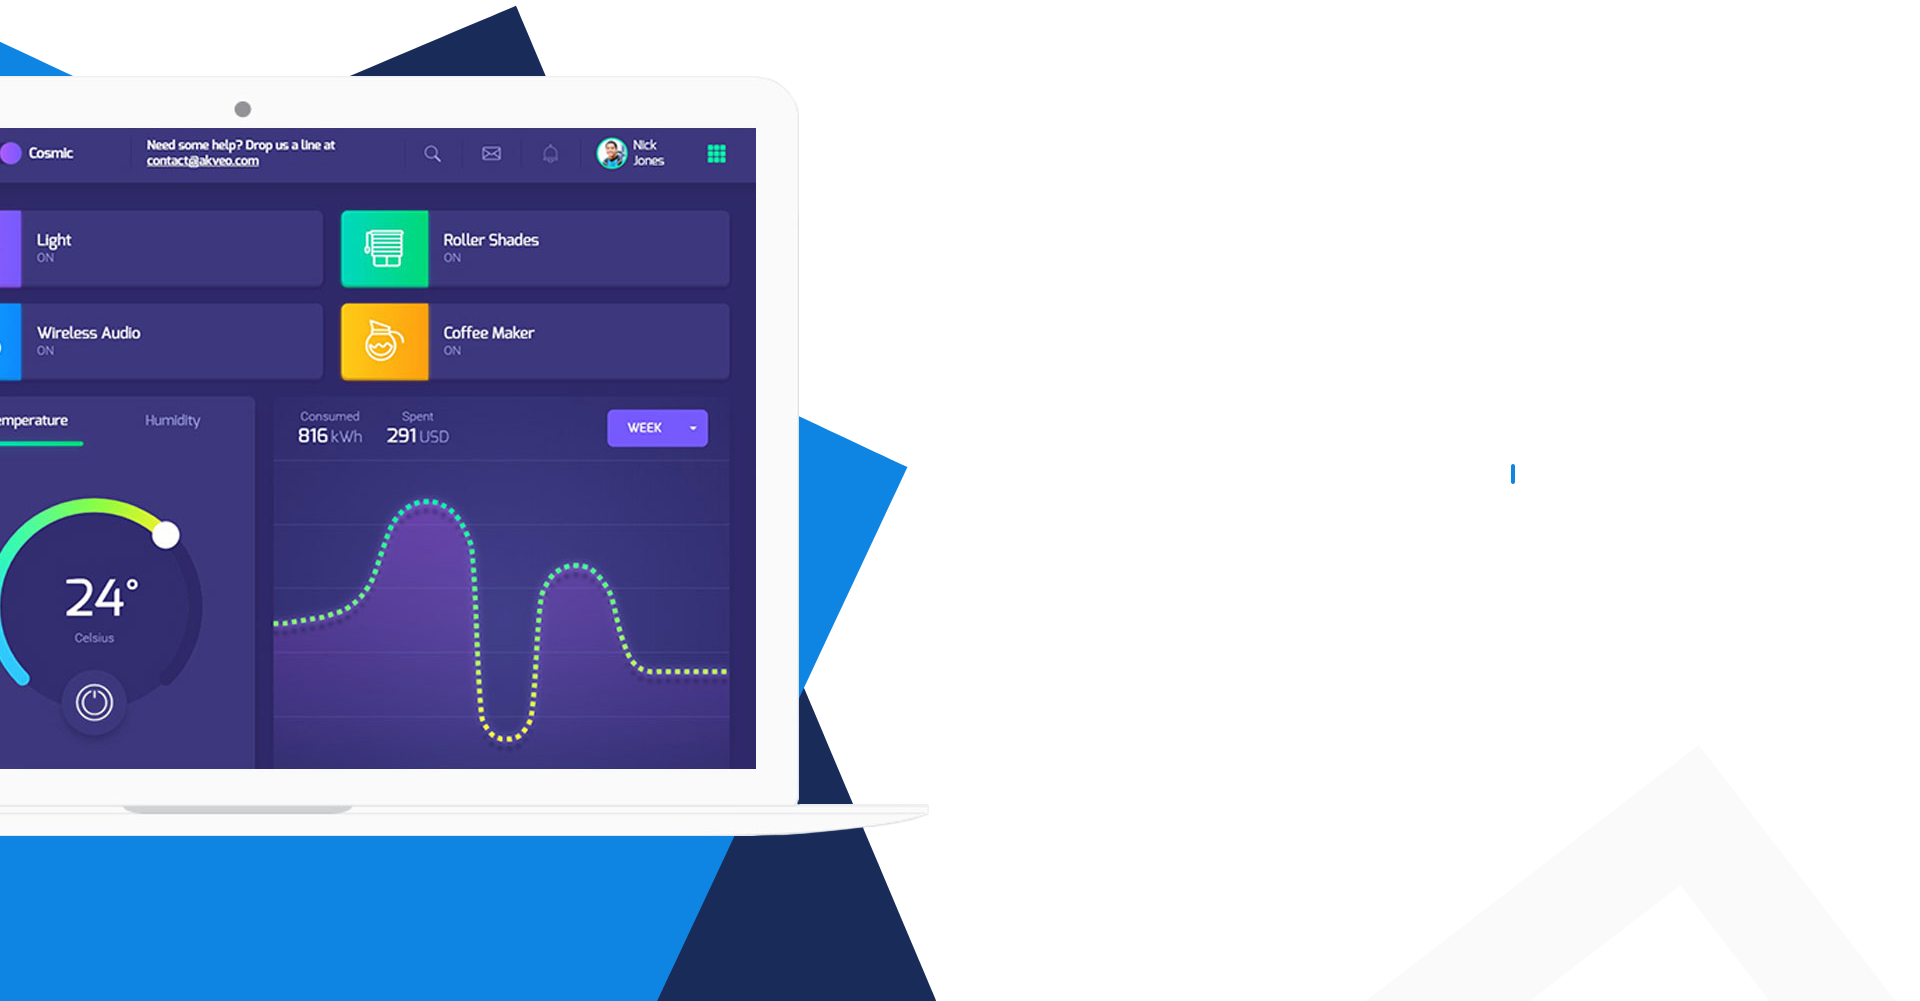 Cosmic
Need some help? Drop us a line at
contact@akveo.com
Nick
Jones
Light
ON
Roller Shades
ON
Wireless Audio
ON
Coffee Maker
ON
emperature
Humidity
Consumed
816 kWh
Spent
291 USD
WEEK
24°
Celsius